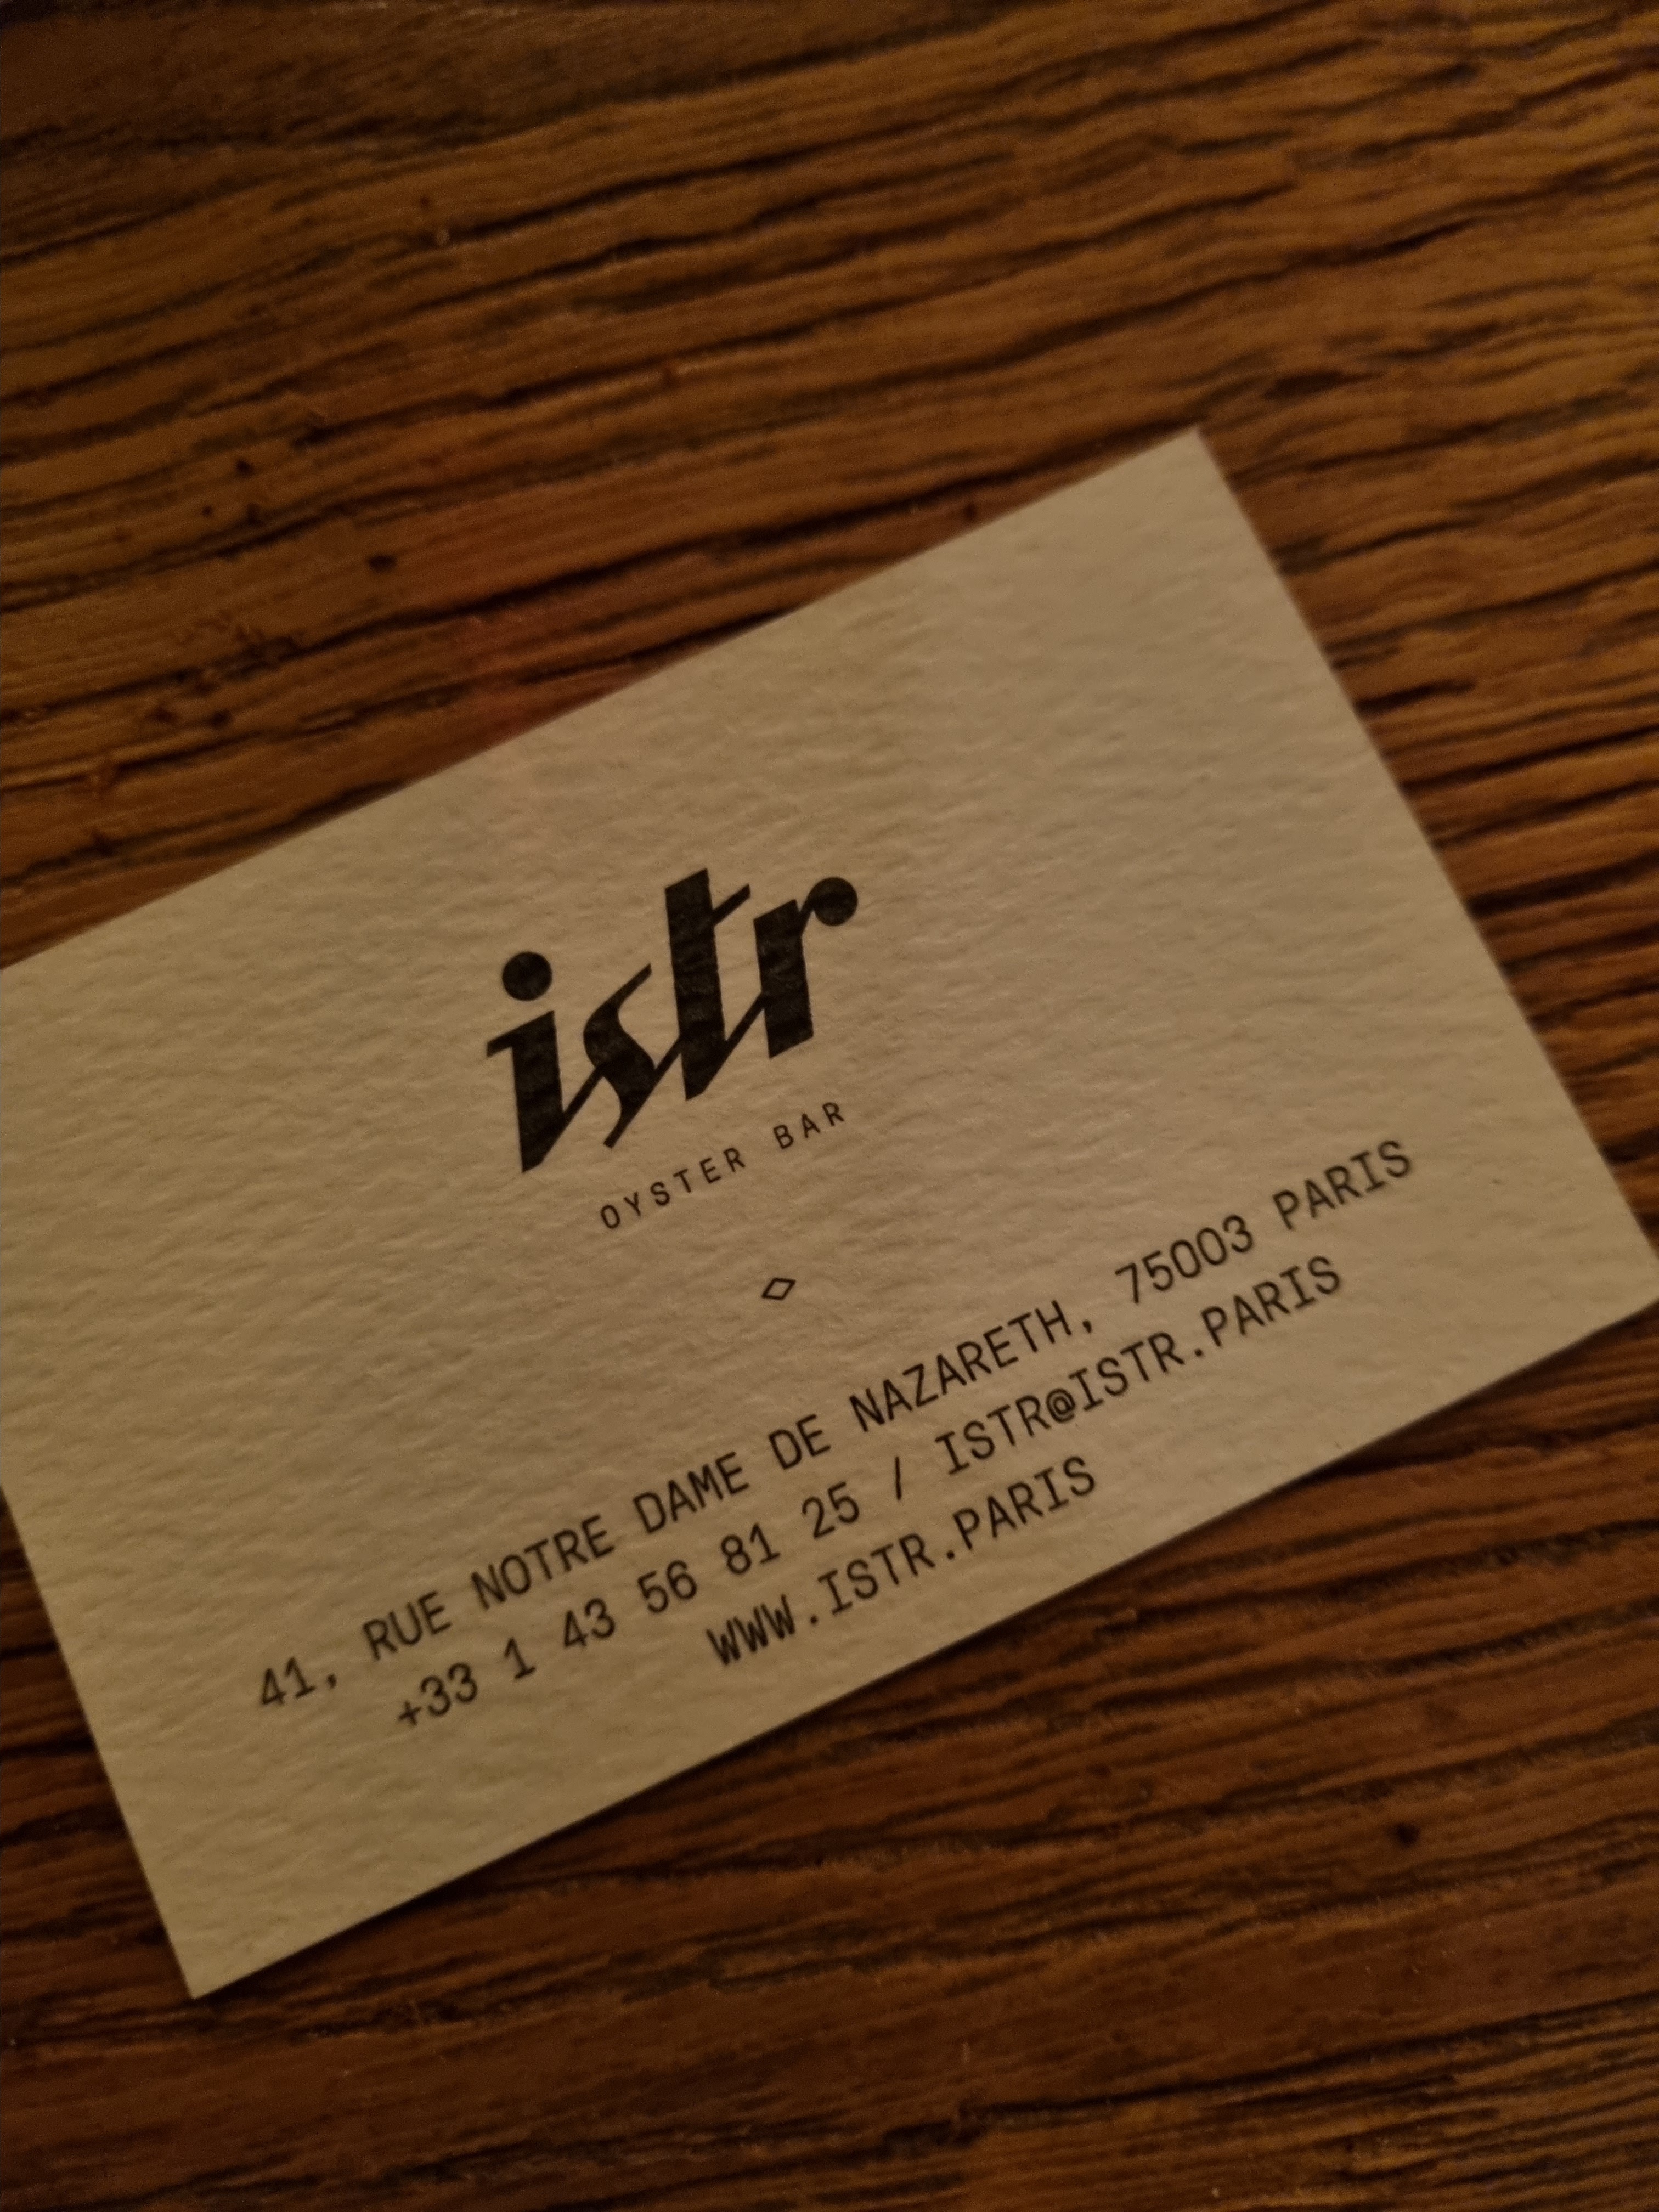 istr
OYSTER BAR
41, RUE NOTRE DAME DE NAZARETH, 75003 PARIS
+33 1 43 56 81 25 / ISTR@ISTR.PARIS
WWW.ISTR.PARIS